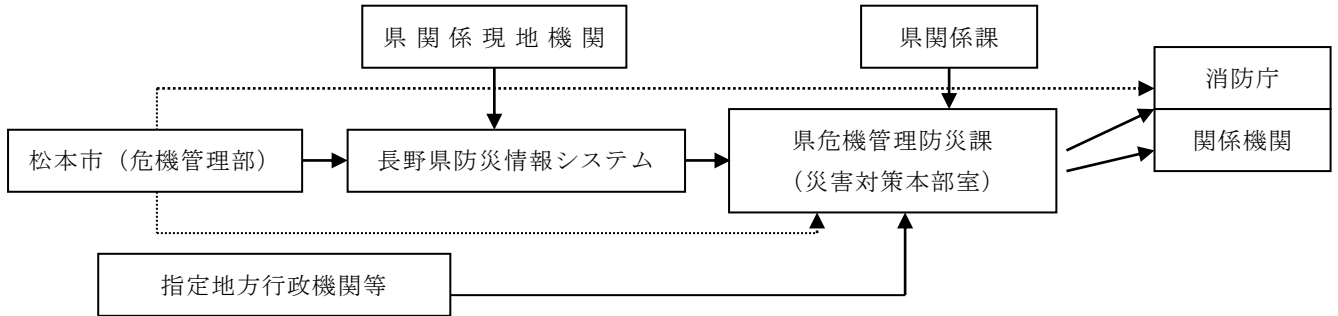 県関係現地機関
県関係課
消防庁
関係機関
松本市（危機管理部）
長野県防災情報システム
県危機管理防災課
（災害対策本部室）
指定地方行政機関等